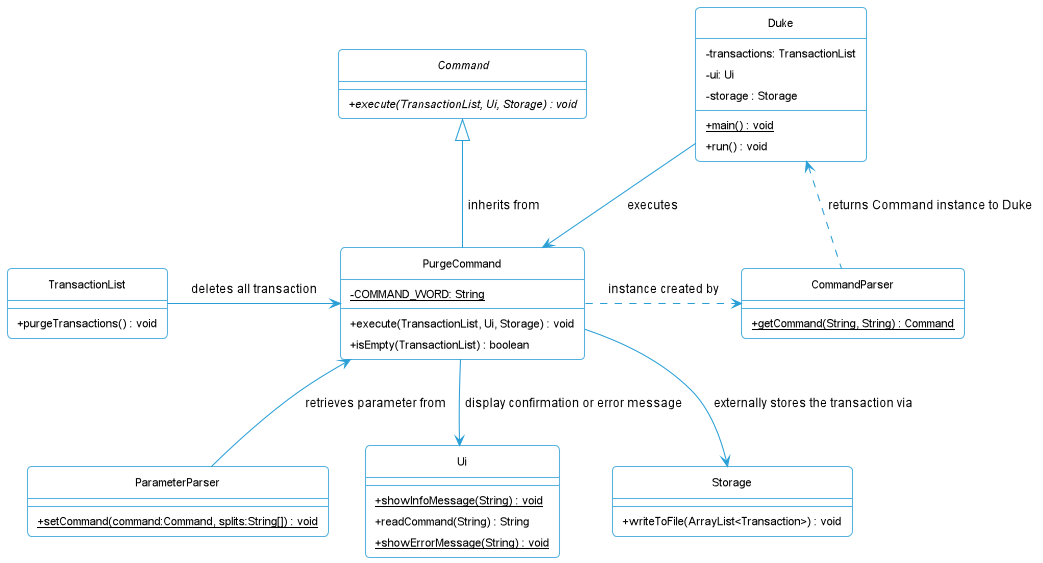 Duke
-transactions: TransactionList
-ui: Ui
-storage : Storage
+main() : void
+run() : void
Command
+execute(TransactionList, Ui, Storage) : void
inherits from
executes
returns Command instance to Duke
TransactionList
+purgeTransactions() : void
deletes all transaction
PurgeCommand
-COMMAND_WORD: String
+execute(TransactionList, Ui, Storage) : void
+isEmpty(TransactionList) : boolean
instance created by
CommandParser
+getCommand(String, String) : Command
retrieves parameter from
display confirmation or error message
externally stores the transaction via
ParameterParser
+setCommand(command:Command, splits:String[]) : void
Ui
+showInfoMessage(String) : void
+readCommand(String) : String
+showErrorMessage(String) : void
Storage
+writeToFile(ArrayList<Transaction>) : void